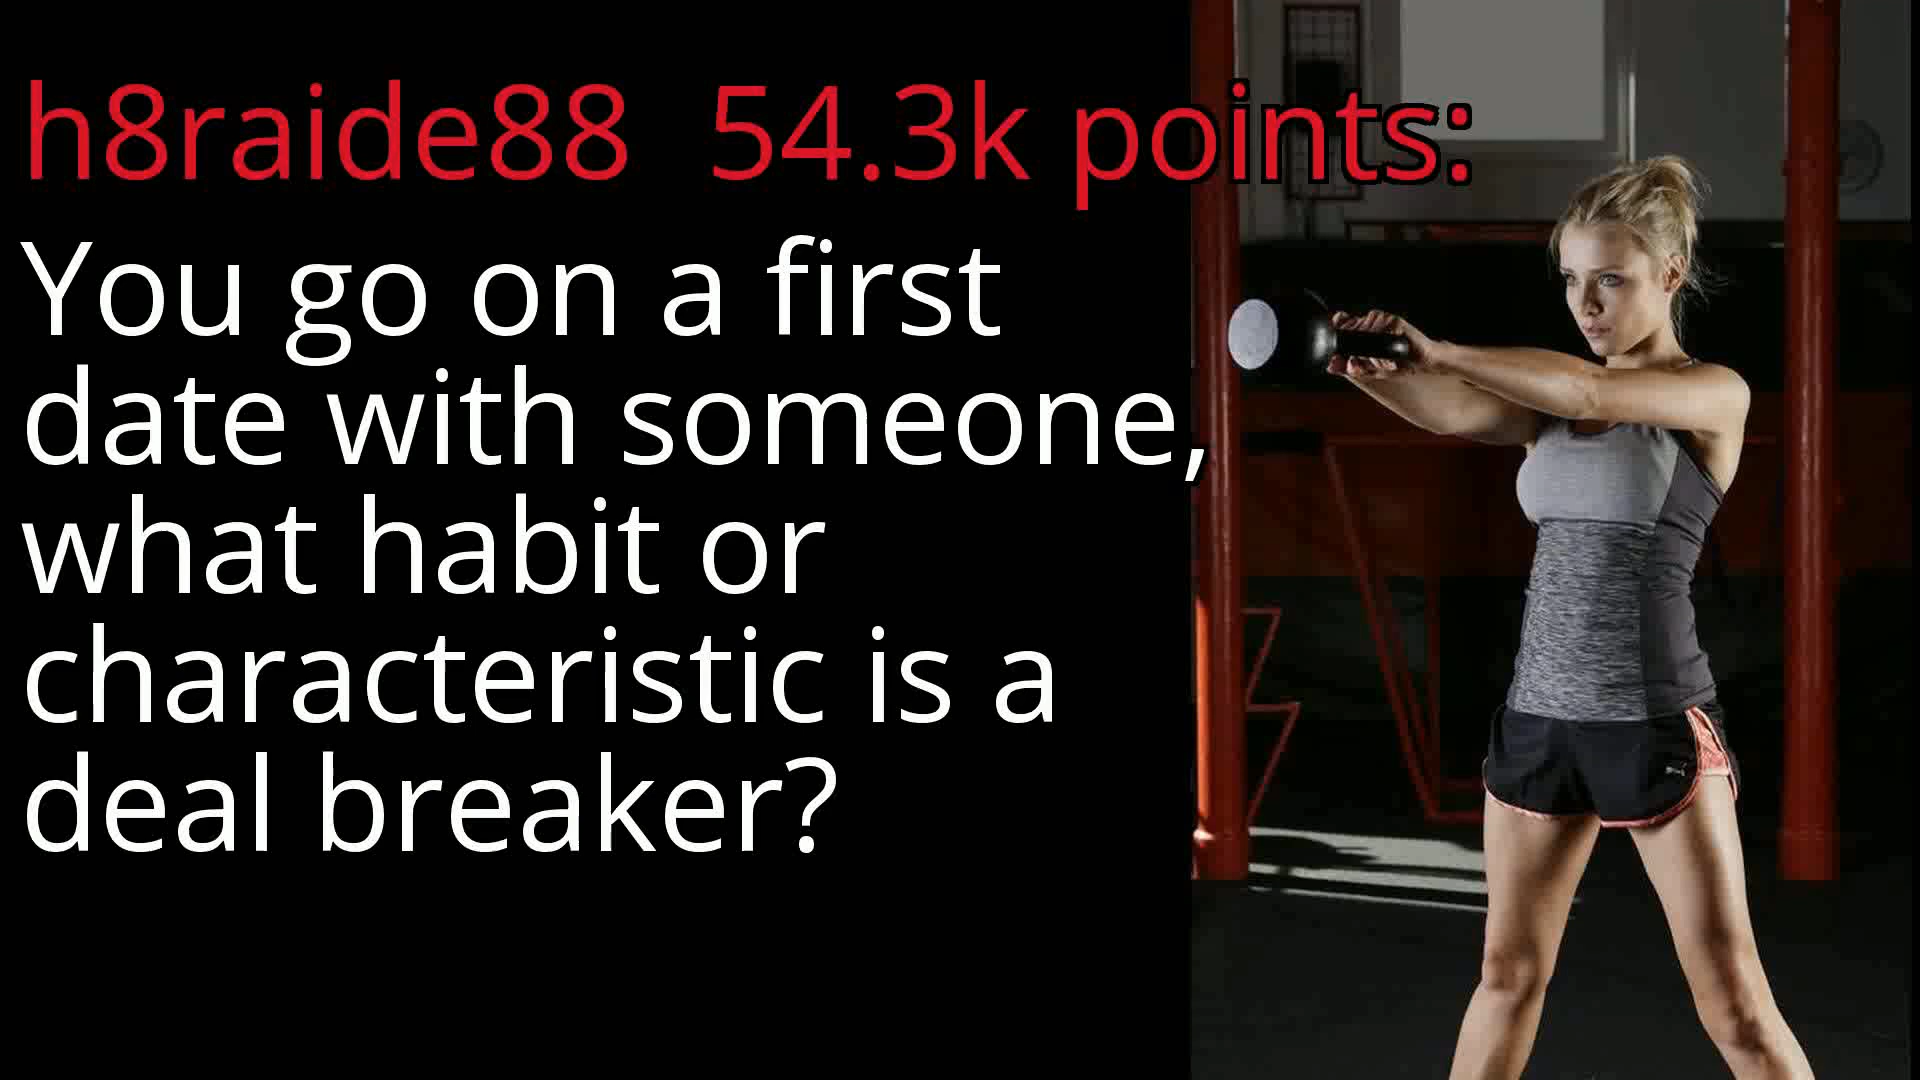 h8raide88  54.3k points:
You go on a first
date with someone,
what habit or
characteristic is a
deal breaker?